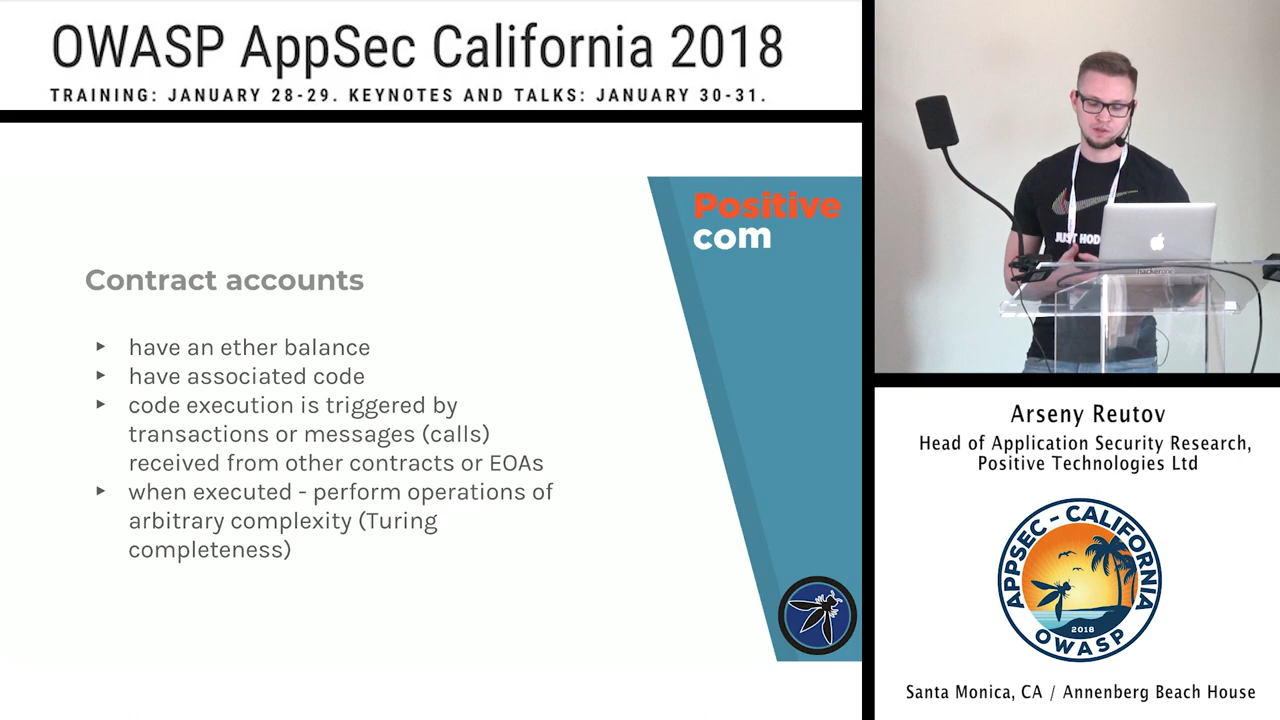 OWASP AppSec California 2018
TRAINING: JANUARY 28-29. KEYNOTES AND TALKS: JANUARY 30-31.
Positive
com
Contract accounts
have an ether balance
have associated code
code execution is triggered by
transactions or messages (calls)
received from other contracts or EOAs
when executed - perform operations of
arbitrary complexity (Turing
completeness)
JUST HOD
hackerone
Arseny Reutov
Head of Application Security Research,
Positive Technologies Ltd
APPSEC - CALIFORNIA
2018
OWASP
Santa Monica, CA / Annenberg Beach House